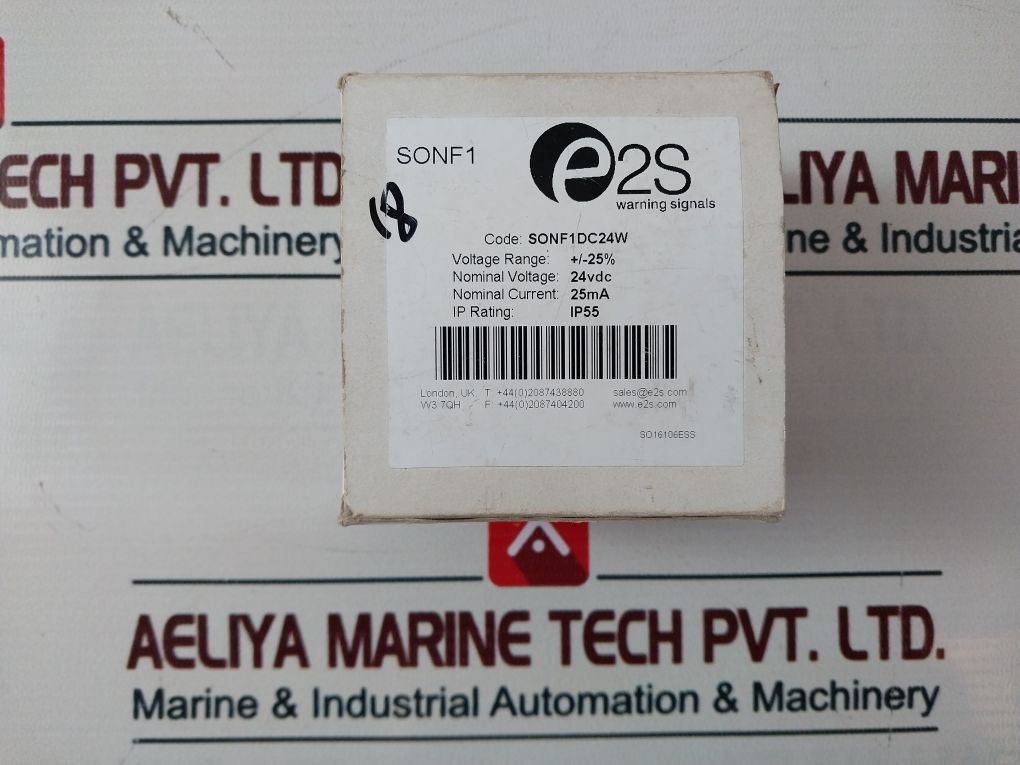 ECH PVT. LTD
mation & Machinery
ELIYA MARI
ne & Industria
SONF1
e2S
warning signals
18
Code: SONF1DC24W
Voltage Range: +/-25%
Nominal Voltage: 24vdc
Nominal Current: 25mA
IP Rating: IP55
London, UK T: +44(0)2087438880 sales@e2s.com
W3 7QH F: +44(0)2087404200 www.e2s.com
SO16106ESS
AELIYA MARINE TECH PVT. LTD.
Marine & Industrial Automation & Machinery